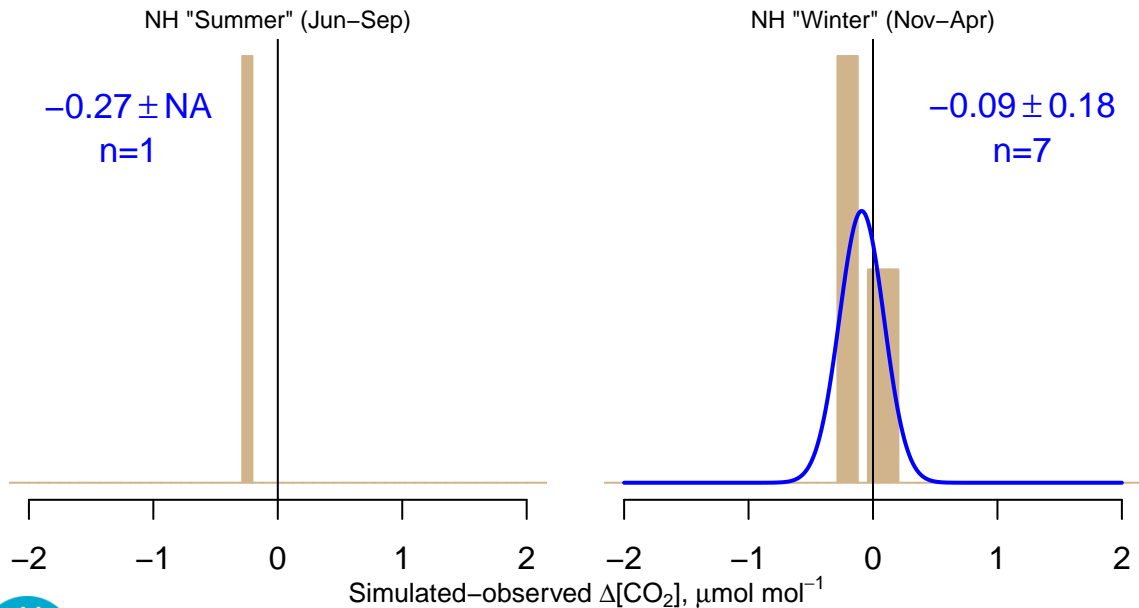 NH "Summer" (Jun−Sep)
−0.27 ± NA
n=1
−2 −1 0 1 2
NH "Winter" (Nov−Apr)
−0.09 ± 0.18
n=7
−2 −1 0 1 2
Simulated−observed Δ[CO₂], μmol mol⁻¹